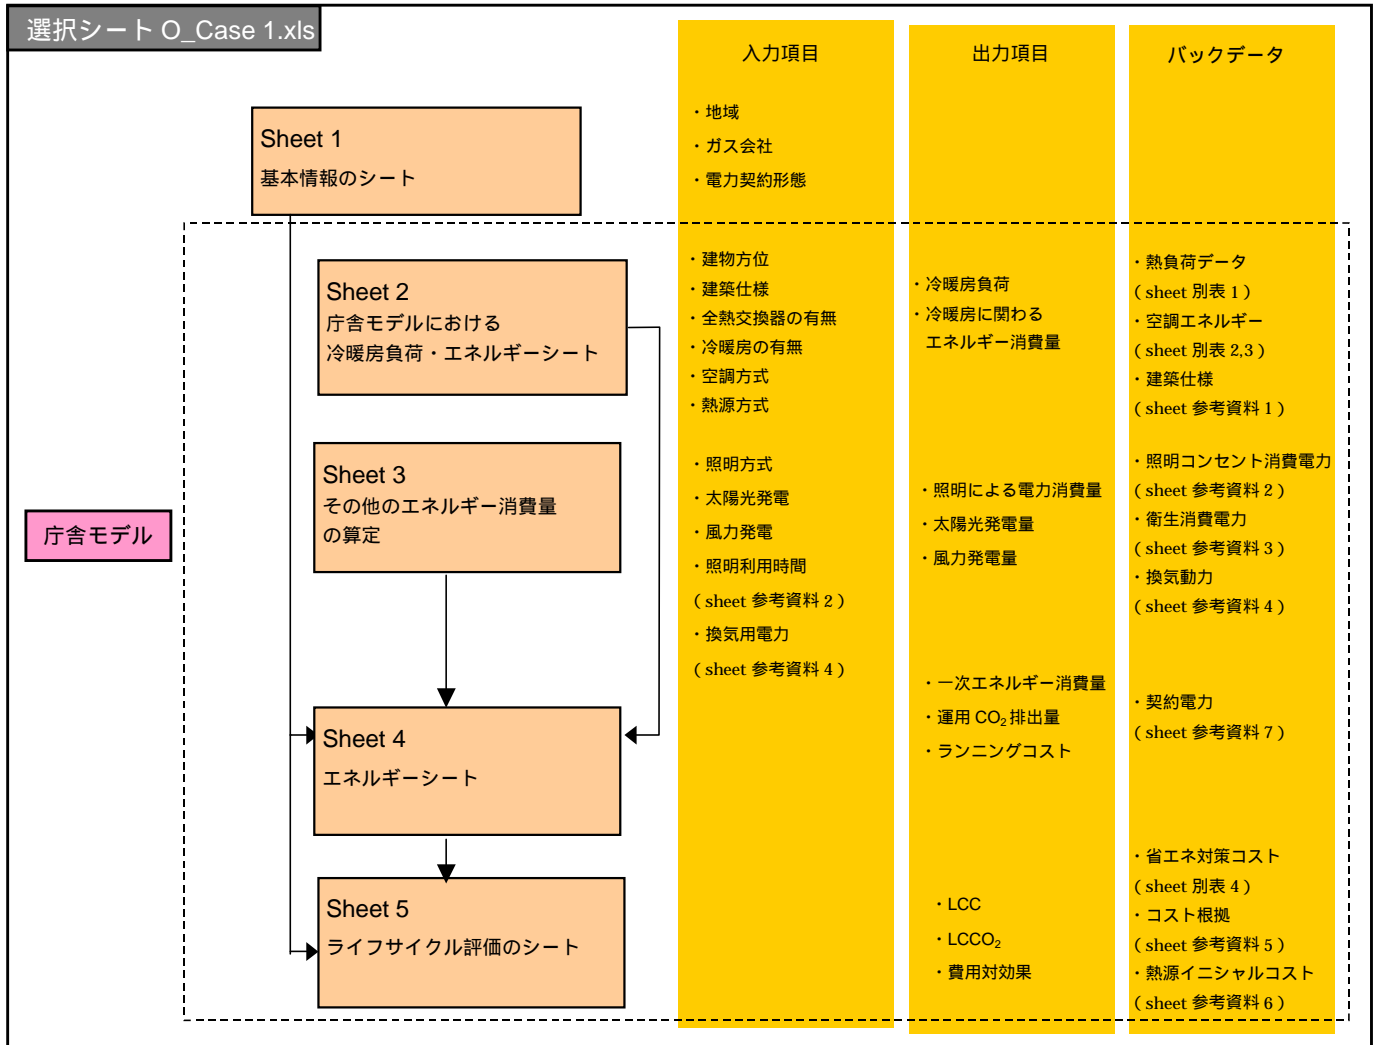 選択シート O_Case 1.xls
Sheet 1
基本情報のシート
Sheet 2
庁舎モデルにおける
冷暖房負荷・エネルギーシート
Sheet 3
その他のエネルギー消費量
の算定
庁舎モデル
Sheet 4
エネルギーシート
Sheet 5
ライフサイクル評価のシート
入力項目
・地域
・ガス会社
・電力契約形態
・建物方位
・建築仕様
・全熱交換器の有無
・冷暖房の有無
・空調方式
・熱源方式
・照明方式
・太陽光発電
・風力発電
・照明利用時間
（sheet 参考資料 2）
・換気用電力
（sheet 参考資料 4）
出力項目
・冷暖房負荷
・冷暖房に関わる
エネルギー消費量
・照明による電力消費量
・太陽光発電量
・風力発電量
・一次エネルギー消費量
・運用 CO₂ 排出量
・ランニングコスト
・LCC
・LCCO₂
・費用対効果
バックデータ
・熱負荷データ
（sheet 別表 1）
・空調エネルギー
（sheet 別表 2,3）
・建築仕様
（sheet 参考資料 1）
・照明コンセント消費電力
（sheet 参考資料 2）
・衛生消費電力
（sheet 参考資料 3）
・換気動力
（sheet 参考資料 4）
・契約電力
（sheet 参考資料 7）
・省エネ対策コスト
（sheet 別表 4）
・コスト根拠
（sheet 参考資料 5）
・熱源イニシャルコスト
（sheet 参考資料 6）